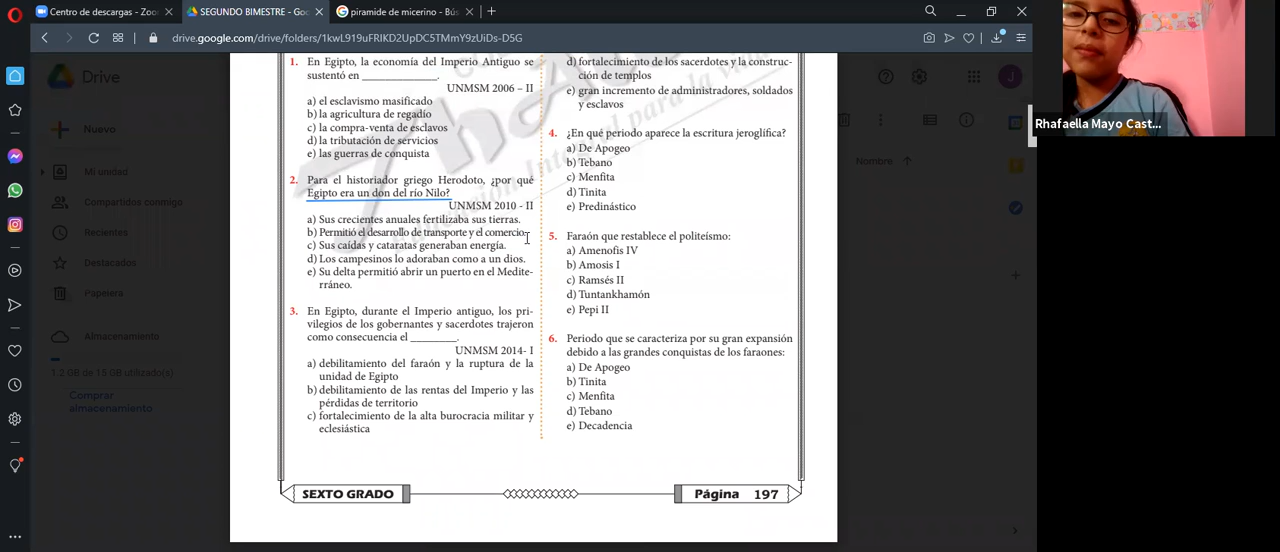 Centro de descargas - Zoo
SEGUNDO BIMESTRE - Go
piramide de micerino - Bús
drive.google.com/drive/folders/1kwL919uFRIKD2UpDC5TMmY9zUiDs-D5G
Drive
J
Nuevo
Mi unidad
Compartidos conmigo
Recientes
Destacados
Papelera
Almacenamiento
1.2 GB de 15 GB utilizado(s)
Comprar
almacenamiento
Nombre
1. En Egipto, la economía del Imperio Antiguo se
sustentó en ______________.
UNMSM 2006 – II
a) el esclavismo masificado
b) la agricultura de regadío
c) la compra-venta de esclavos
d) la tributación de servicios
e) las guerras de conquista
2. Para el historiador griego Herodoto, ¿por qué
Egipto era un don del río Nilo?
UNMSM 2010 - II
a) Sus crecientes anuales fertilizaba sus tierras.
b) Permitió el desarrollo de transporte y el comercio.
c) Sus caídas y cataratas generaban energía.
d) Los campesinos lo adoraban como a un dios.
e) Su delta permitió abrir un puerto en el Medite-
rráneo.
3. En Egipto, durante el Imperio antiguo, los pri-
vilegios de los gobernantes y sacerdotes trajeron
como consecuencia el ________.
UNMSM 2014- I
a) debilitamiento del faraón y la ruptura de la
unidad de Egipto
b) debilitamiento de las rentas del Imperio y las
pérdidas de territorio
c) fortalecimiento de la alta burocracia militar y
eclesiástica
d) fortalecimiento de los sacerdotes y la construc-
ción de templos
e) gran incremento de administradores, soldados
y esclavos
4. ¿En qué periodo aparece la escritura jeroglífica?
a) De Apogeo
b) Tebano
c) Menfita
d) Tinita
e) Predinástico
5. Faraón que restablece el politeísmo:
a) Amenofis IV
b) Amosis I
c) Ramsés II
d) Tuntankhamón
e) Pepi II
6. Periodo que se caracteriza por su gran expansión
debido a las grandes conquistas de los faraones:
a) De Apogeo
b) Tinita
c) Menfita
d) Tebano
e) Decadencia
SEXTO GRADO
Página 197
Rhafaella Mayo Cast...